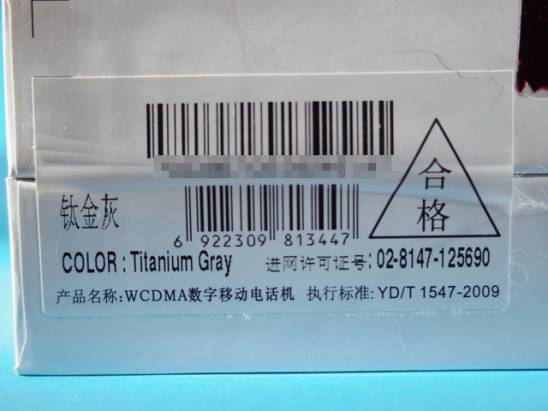 钛金灰
合格
6 922309 813447
COLOR : Titanium Gray 进网许可证号: 02-8147-125690
产品名称: WCDMA数字移动电话机 执行标准: YD/T 1547-2009